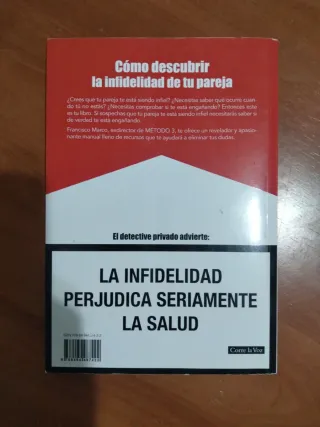 Cómo descubrir
la infidelidad de tu pareja
¿Crees que tu pareja te está siendo infiel? ¿Necesitas saber qué ocurre cuan-
do tú no estás? ¿Necesitas comprobar si te está engañando? Entonces este
es tu libro. Si sospechas que tu pareja te está siendo infiel necesitarás saber si
de verdad te está engañando.
Francisco Marco, exdirector de MÉTODO 3, te ofrece un revelador y apasio-
nante manual lleno de recursos que te ayudará a eliminar tus dudas.
El detective privado advierte:
LA INFIDELIDAD
PERJUDICA SERIAMENTE
LA SALUD
Corre la Voz